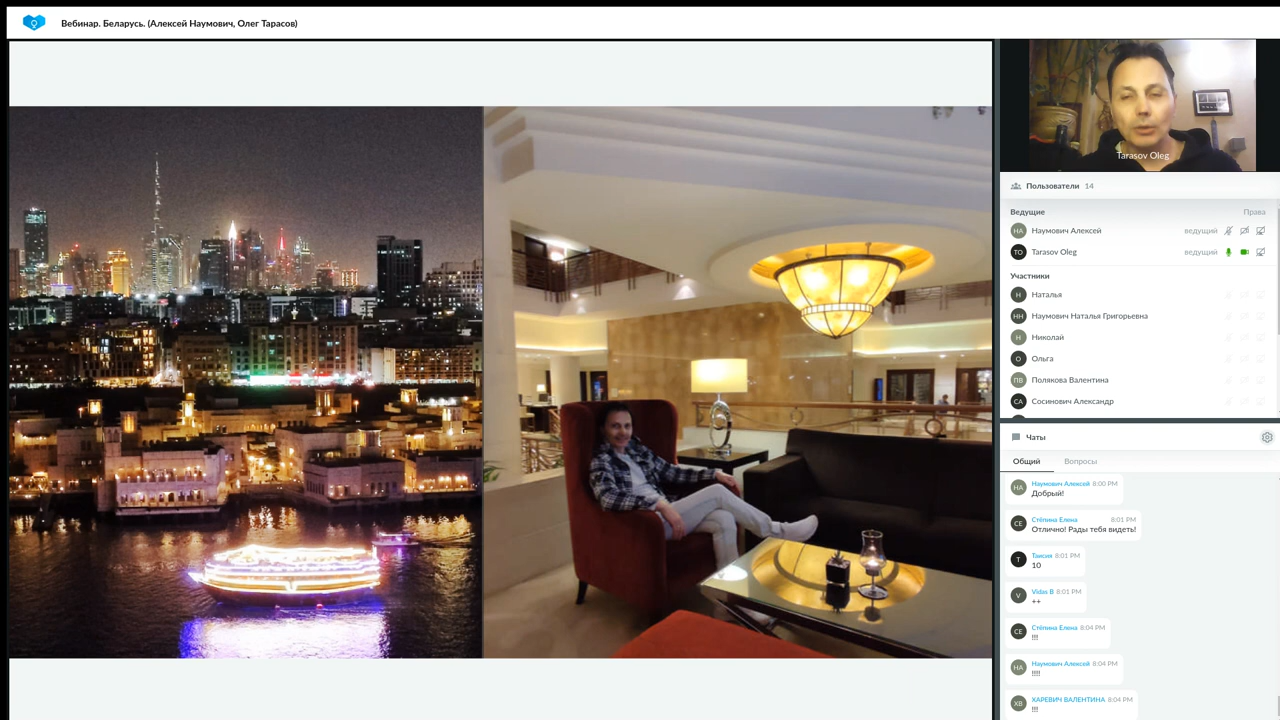 Вебинар. Беларусь. (Алексей Наумович, Олег Тарасов)
Tarasov Oleg
Пользователи 14
Ведущие Права
НА Наумович Алексей ведущий
TO Tarasov Oleg ведущий
Участники
Н Наталья
НН Наумович Наталья Григорьевна
Н Николай
О Ольга
ПВ Полякова Валентина
СА Сосинович Александр
Чаты
Общий Вопросы
НА Наумович Алексей 8:00 PM
Добрый!
СЕ Стёпина Елена 8:01 PM
Отлично! Рады тебя видеть!
Т Таисия 8:01 PM
10
V Vidas B 8:01 PM
++
СЕ Стёпина Елена 8:04 PM
!!!
НА Наумович Алексей 8:04 PM
!!!!
ХВ ХАРЕВИЧ ВАЛЕНТИНА 8:04 PM
!!!